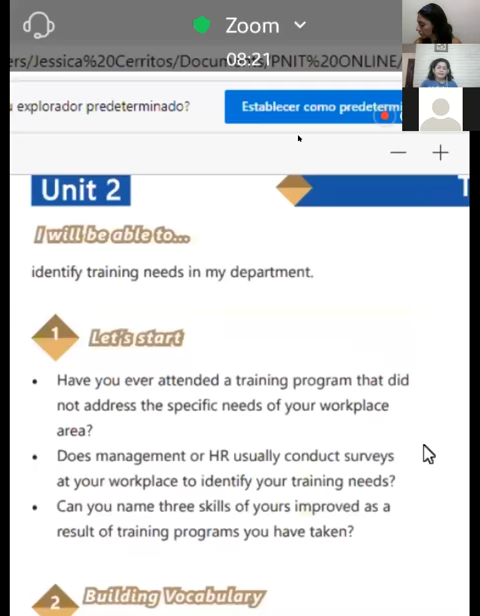 Zoom
08:21
ers/Jessica%20Cerritos/Documents/PNIT%20ONLINE/
u explorador predeterminado?
Establecer como predetermi
Unit 2
T
I will be able to...
identify training needs in my department.
1 Let's start
• Have you ever attended a training program that did
not address the specific needs of your workplace
area?
• Does management or HR usually conduct surveys
at your workplace to identify your training needs?
• Can you name three skills of yours improved as a
result of training programs you have taken?
2 Building Vocabulary